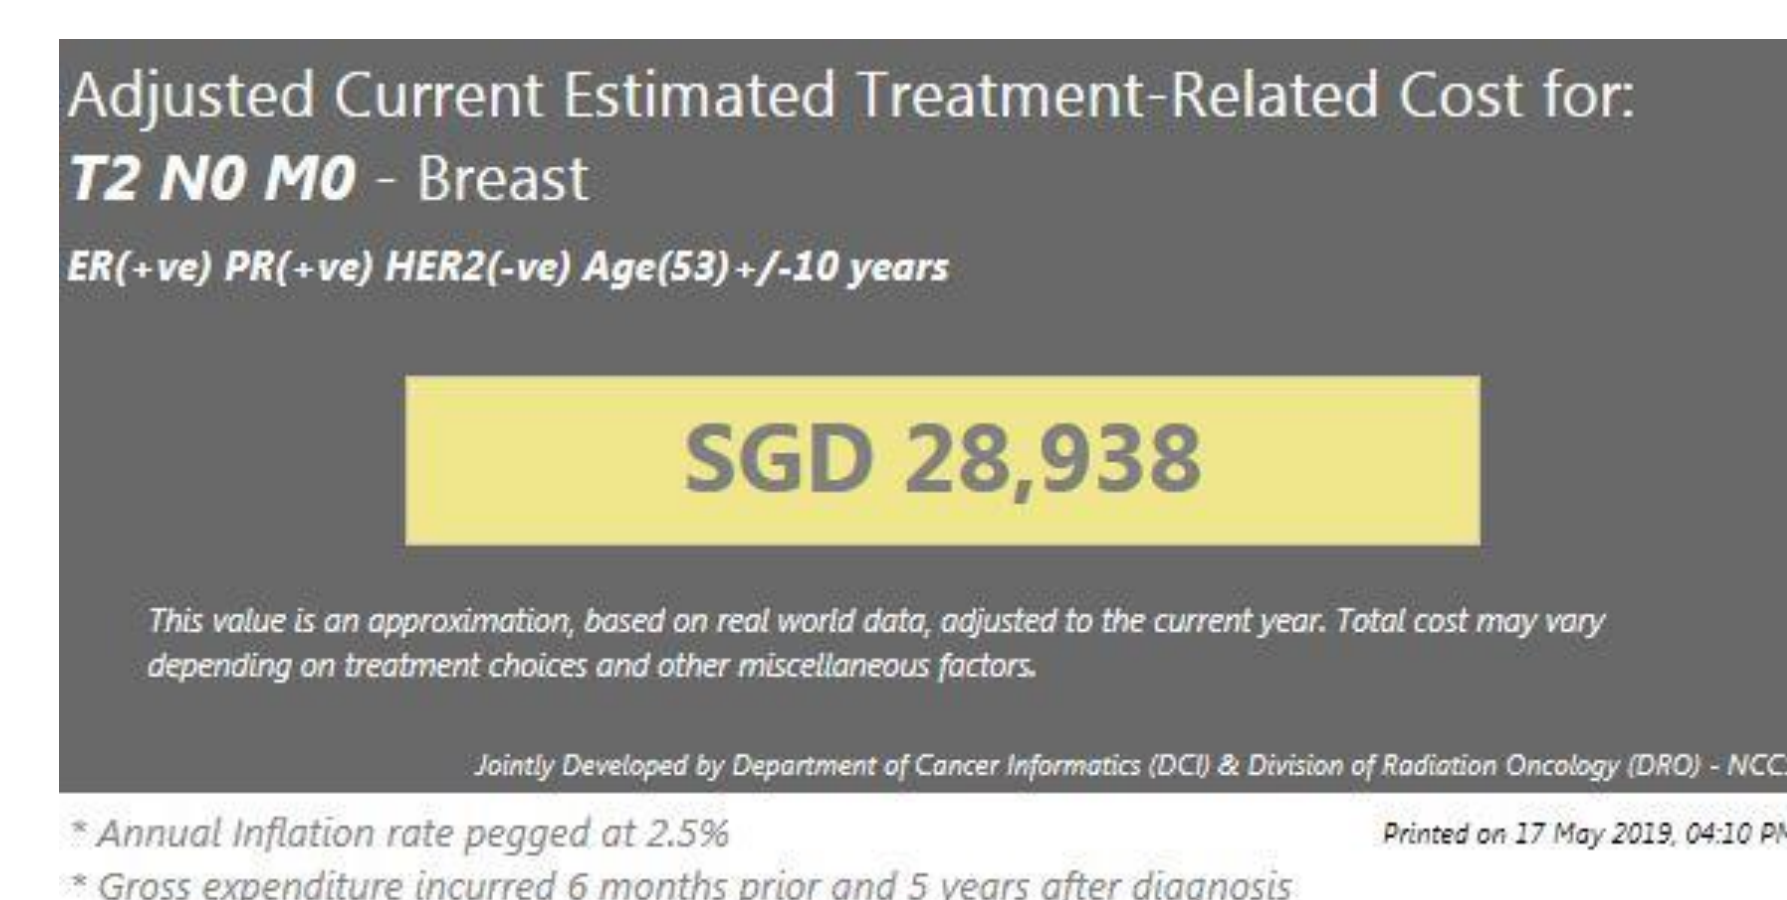 Adjusted Current Estimated Treatment-Related Cost for:
T2 N0 M0 - Breast
ER(+ve) PR(+ve) HER2(-ve) Age(53)+/-10 years
SGD 28,938
This value is an approximation, based on real world data, adjusted to the current year. Total cost may vary
depending on treatment choices and other miscellaneous factors.
Jointly Developed by Department of Cancer Informatics (DCI) & Division of Radiation Oncology (DRO) -
* Annual Inflation rate pegged at 2.5%
Printed on 17 May 2019, 04:10 PM
* Gross expenditure incurred 6 months prior and 5 years after diagnosis